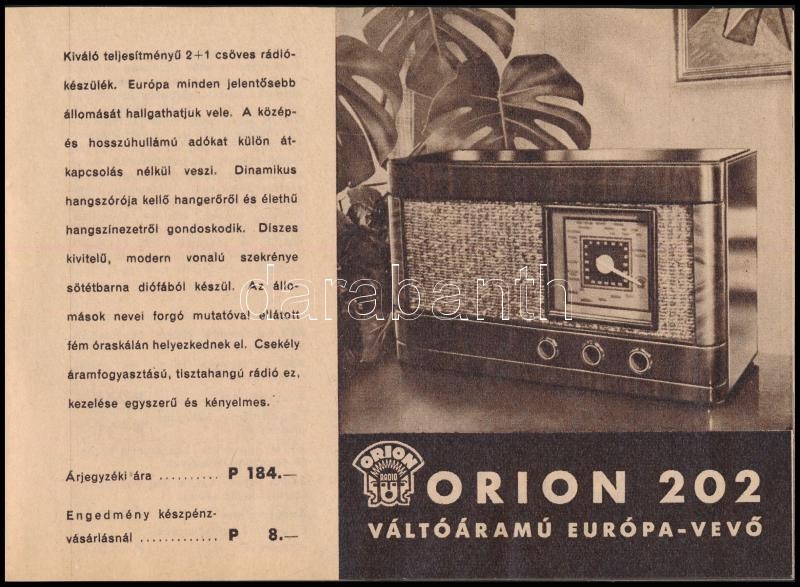 Kiváló teljesítményű 2+1 csöves rádió-
készülék. Európa minden jelentősebb
állomását hallgathatjuk vele. A közép-
és hosszúhullámú adókat külön át-
kapcsolás nélkül veszi. Dinamikus
hangszórója kellő hangerőről és élethű
hangszínezetről gondoskodik. Díszes
kivitelű, modern vonalú szekrénye
sötétbarna diófából készül. Az állo-
mások nevei forgó mutatóval ellátott
fém óraskálán helyezkednek el. Csekély
áramfogyasztású, tisztahangú rádió ez,
kezelése egyszerű és kényelmes.
Árjegyzéki ára .......... P 184.—
Engedmény készpénz-
vásárlásnál ............ P 8.—
darabanth
ORION
RADIO
ORION 202
VÁLTÓÁRAMÚ EURÓPA-VEVŐ